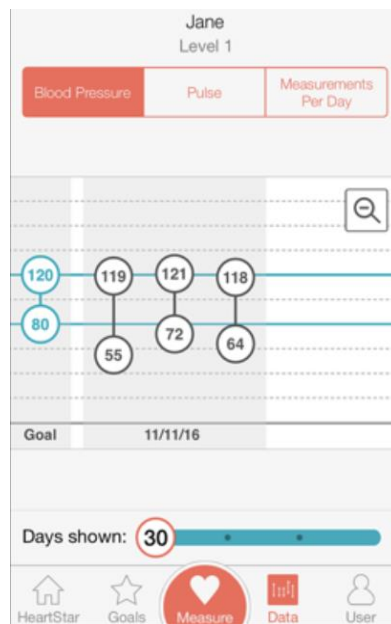 Jane
Level 1
Blood Pressure
Pulse
Measurements
Per Day
120
119
121
118
80
55
72
64
Goal
11/11/16
Days shown: 30
HeartStar
Goals
Measure
Data
User